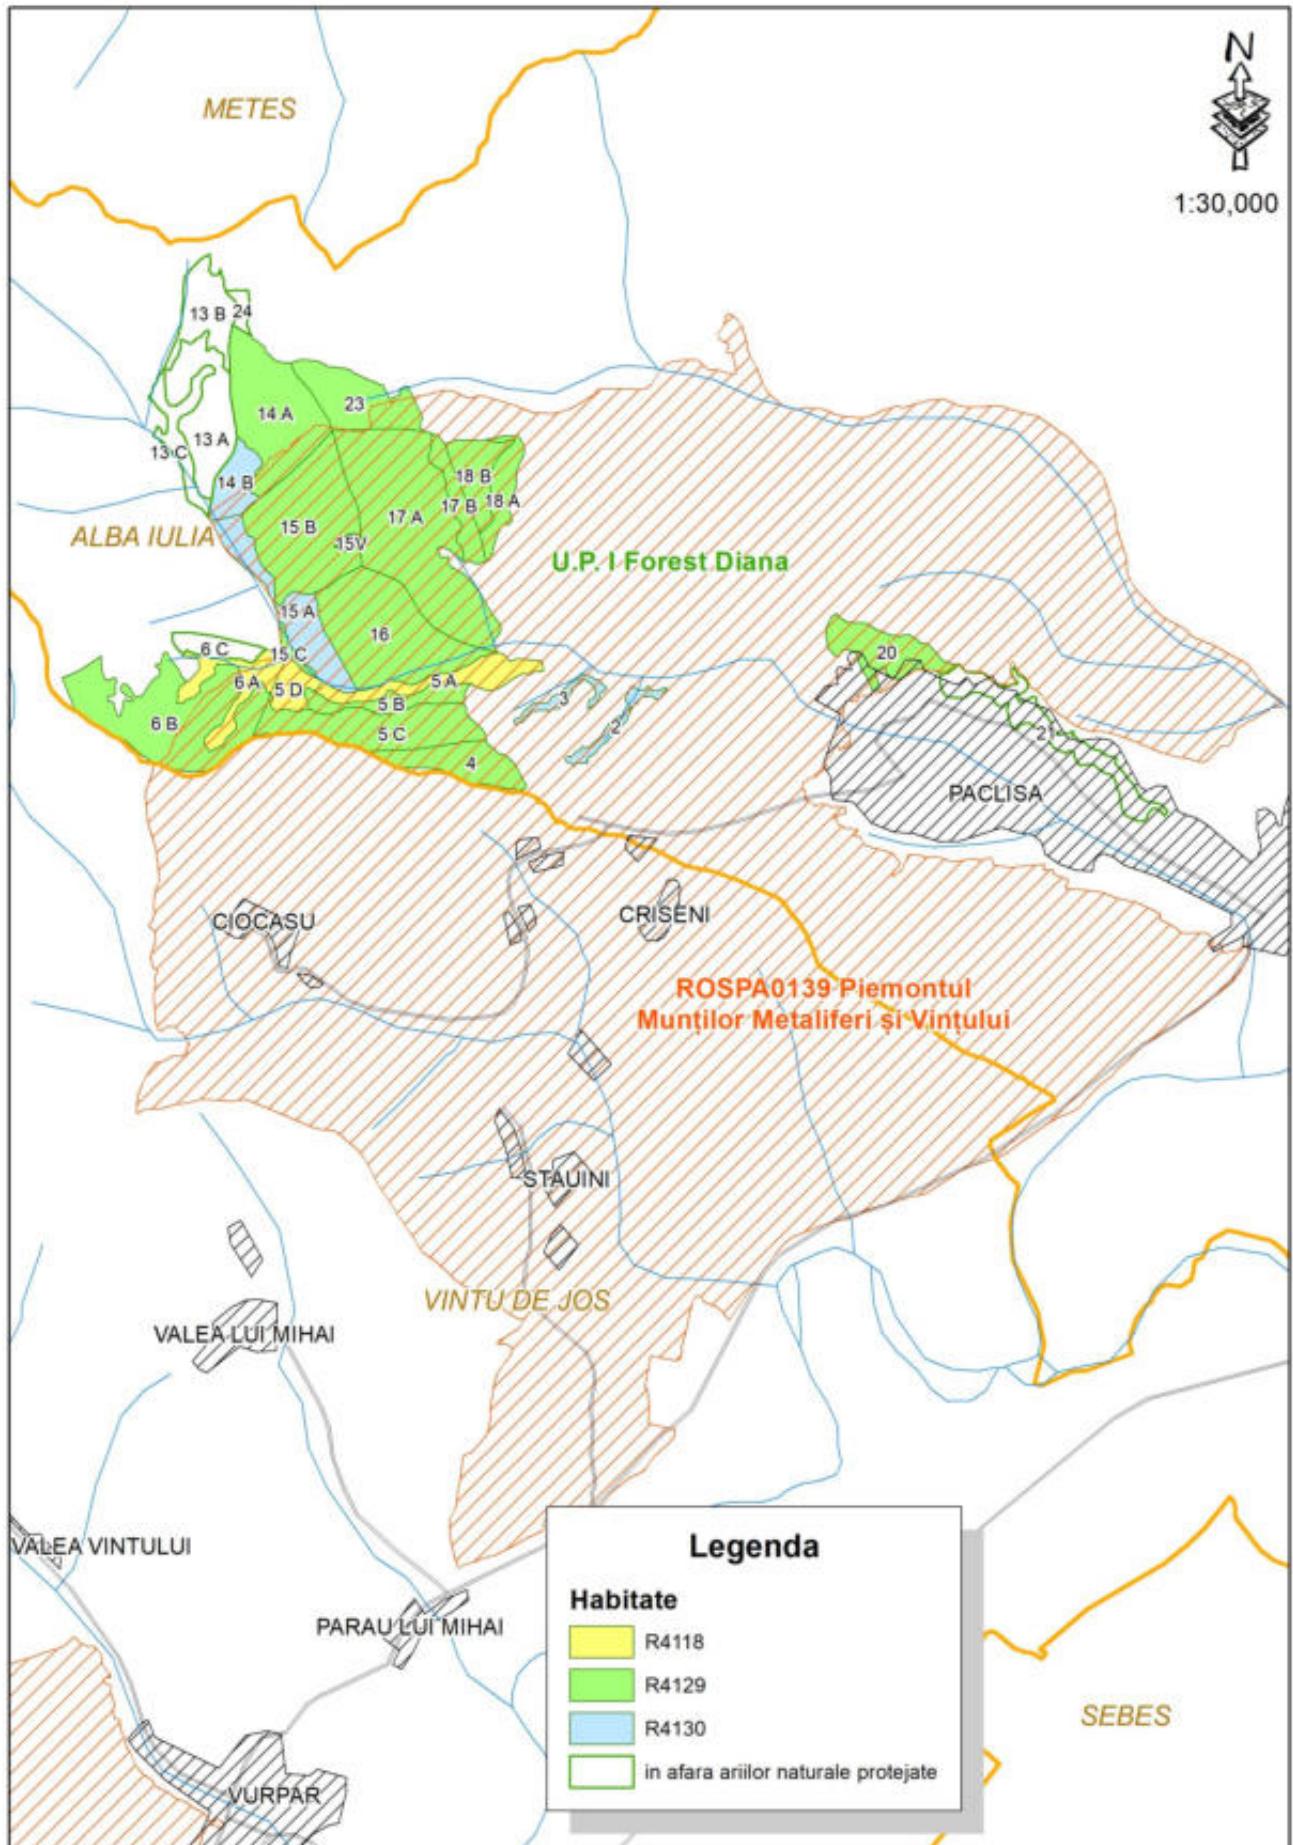 N
1:30,000
METES
13 B
24
14 A
23
13 A
13 C
14 B
18 B
17 B
18 A
17 A
15 B
15V
ALBA IULIA
U.P. I Forest Diana
15 A
16
6 C
15 C
6 A
5 D
5 A
5 B
5 C
6 B
4
3
2
20
21
PACLISA
CIOCASU
CRISENI
ROSPA0139 Piemontul
Munților Metaliferi și Vințului
STAUINI
VINTU DE JOS
VALEA LUI MIHAI
VALEA VINTULUI
PARAU LUI MIHAI
VURPAR
SEBES
Legenda
Habitate
R4118
R4129
R4130
in afara ariilor naturale protejate